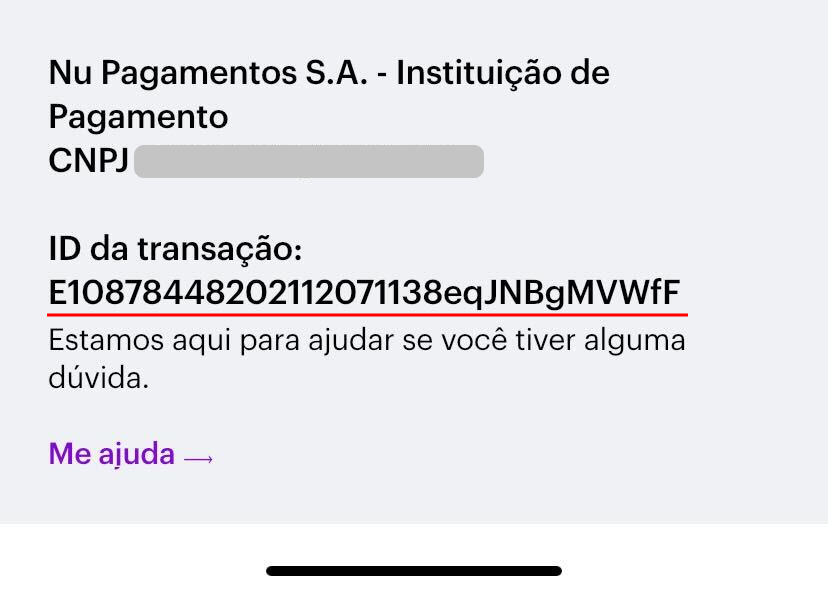 Nu Pagamentos S.A. - Instituição de
Pagamento
CNPJ
ID da transação:
E10878448202112071138eqJNBgMVWfF
Estamos aqui para ajudar se você tiver alguma
dúvida.
Me ajuda →